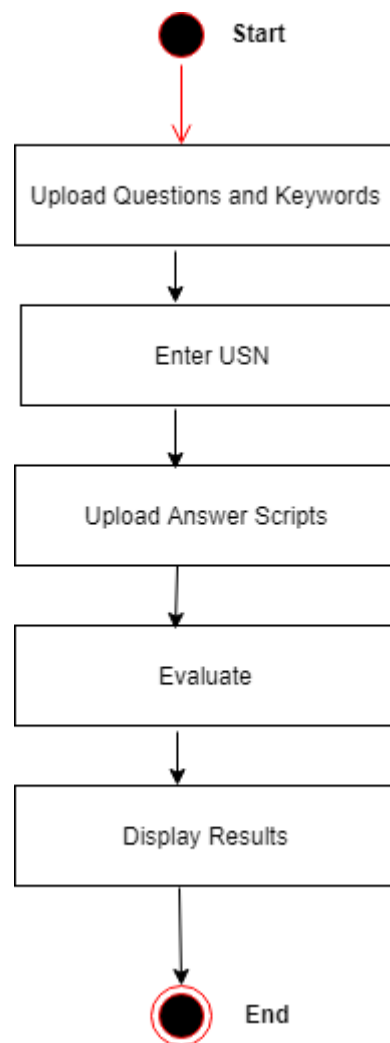 Start
Upload Questions and Keywords
Enter USN
Upload Answer Scripts
Evaluate
Display Results
End